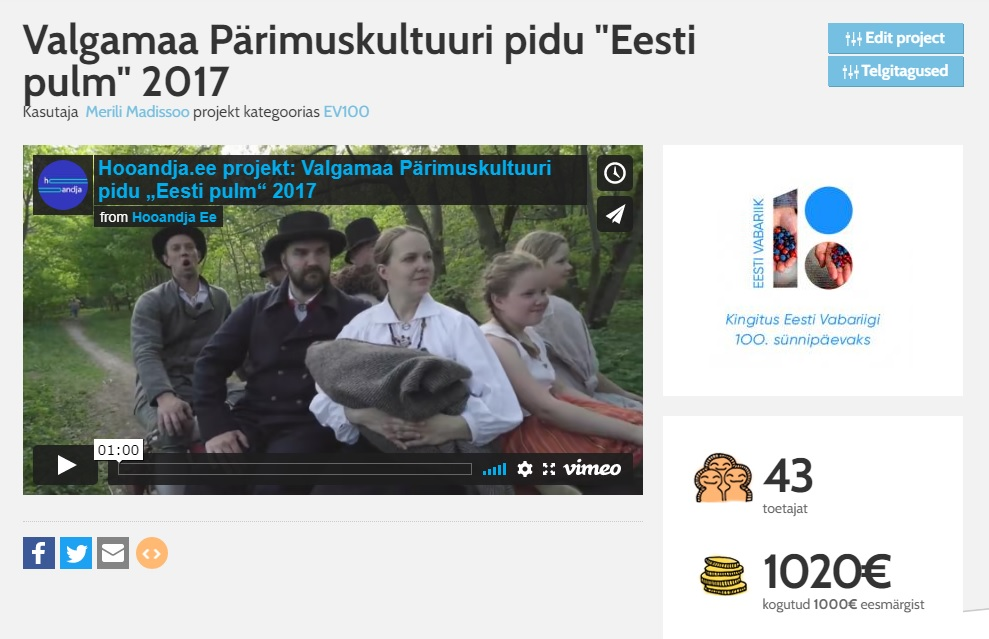 Valgamaa Pärimuskultuuri pidu "Eesti
pulm" 2017
Kasutaja Merili Madissoo projekt kategoorias EV100
Edit project
Telgitagused
hooandja
Hooandja.ee projekt: Valgamaa Pärimuskultuuri
pidu „Eesti pulm“ 2017
from Hooandja Ee
01:00
vimeo
EESTI VABARIIK
100
Kingitus Eesti Vabariigi
100. sünnipäevaks
43
toetajat
1020€
kogutud 1000€ eesmärgist